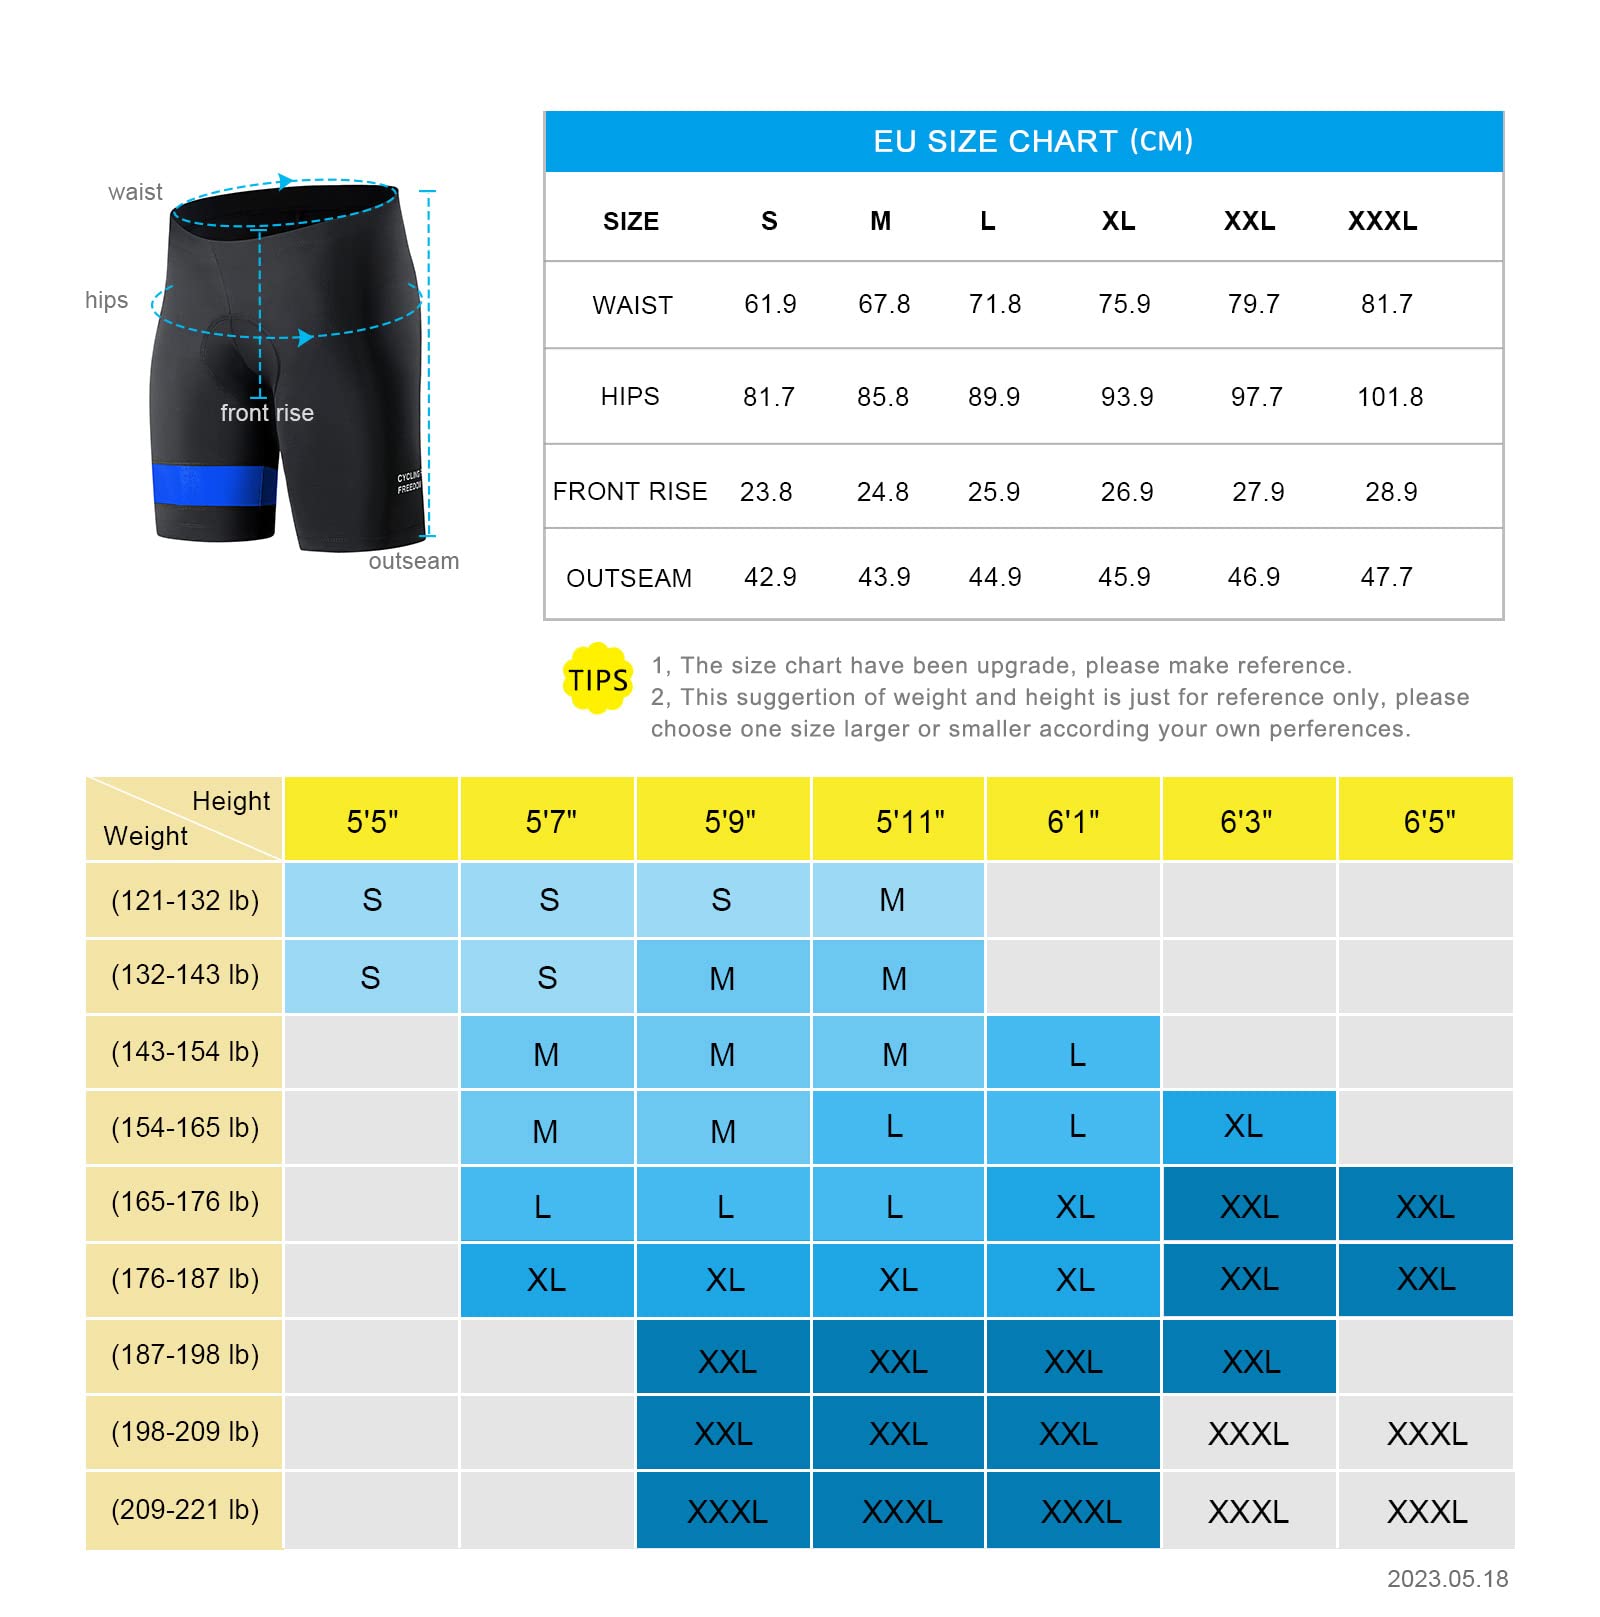 EU SIZE CHART (CM)
SIZE S M L XL XXL XXXL
WAIST 61.9 67.8 71.8 75.9 79.7 81.7
HIPS 81.7 85.8 89.9 93.9 97.7 101.8
FRONT RISE 23.8 24.8 25.9 26.9 27.9 28.9
OUTSEAM 42.9 43.9 44.9 45.9 46.9 47.7
waist
hips
front rise
CYCLING
FREEDOM
outseam
TIPS
1, The size chart have been upgrade, please make reference.
2, This suggertion of weight and height is just for reference only, please
choose one size larger or smaller according your own perferences.
Height
Weight
5'5" 5'7" 5'9" 5'11" 6'1" 6'3" 6'5"
(121-132 lb) S S S M
(132-143 lb) S S M M
(143-154 lb) M M M L
(154-165 lb) M M L L XL
(165-176 lb) L L L XL XXL XXL
(176-187 lb) XL XL XL XL XXL XXL
(187-198 lb) XXL XXL XXL XXL
(198-209 lb) XXL XXL XXL XXXL XXXL
(209-221 lb) XXXL XXXL XXXL XXXL XXXL
2023.05.18